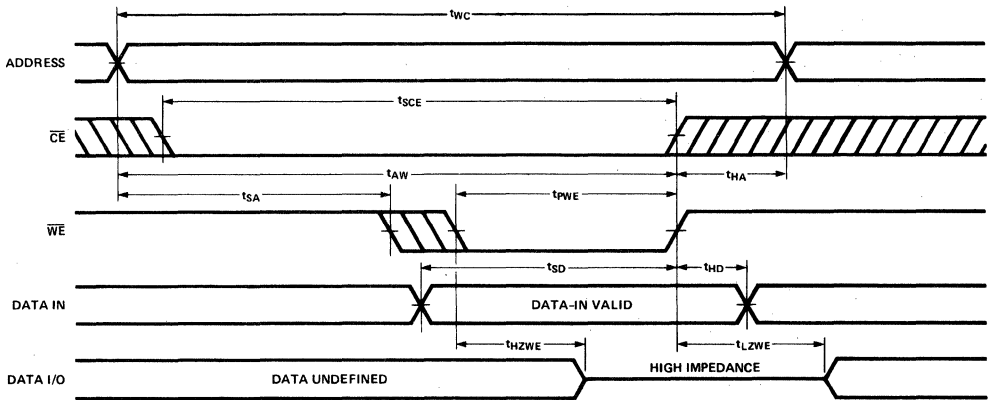 tWC
ADDRESS
tSCE
CE
tAW
tHA
tSA
tPWE
WE
tSD
tHD
DATA IN
DATA-IN VALID
tHZWE
tLZWE
DATA I/O
DATA UNDEFINED
HIGH IMPEDANCE